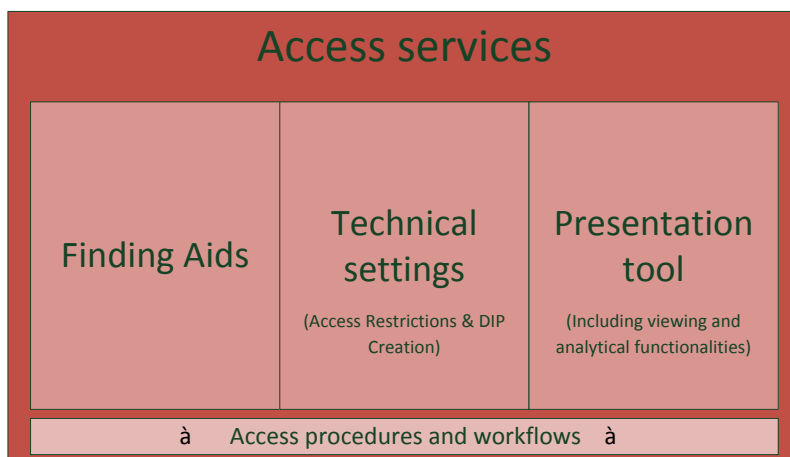 Access services
Finding Aids
Technical
settings
(Access Restrictions & DIP
Creation)
Presentation
tool
(Including viewing and
analytical functionalities)
à Access procedures and workflows à